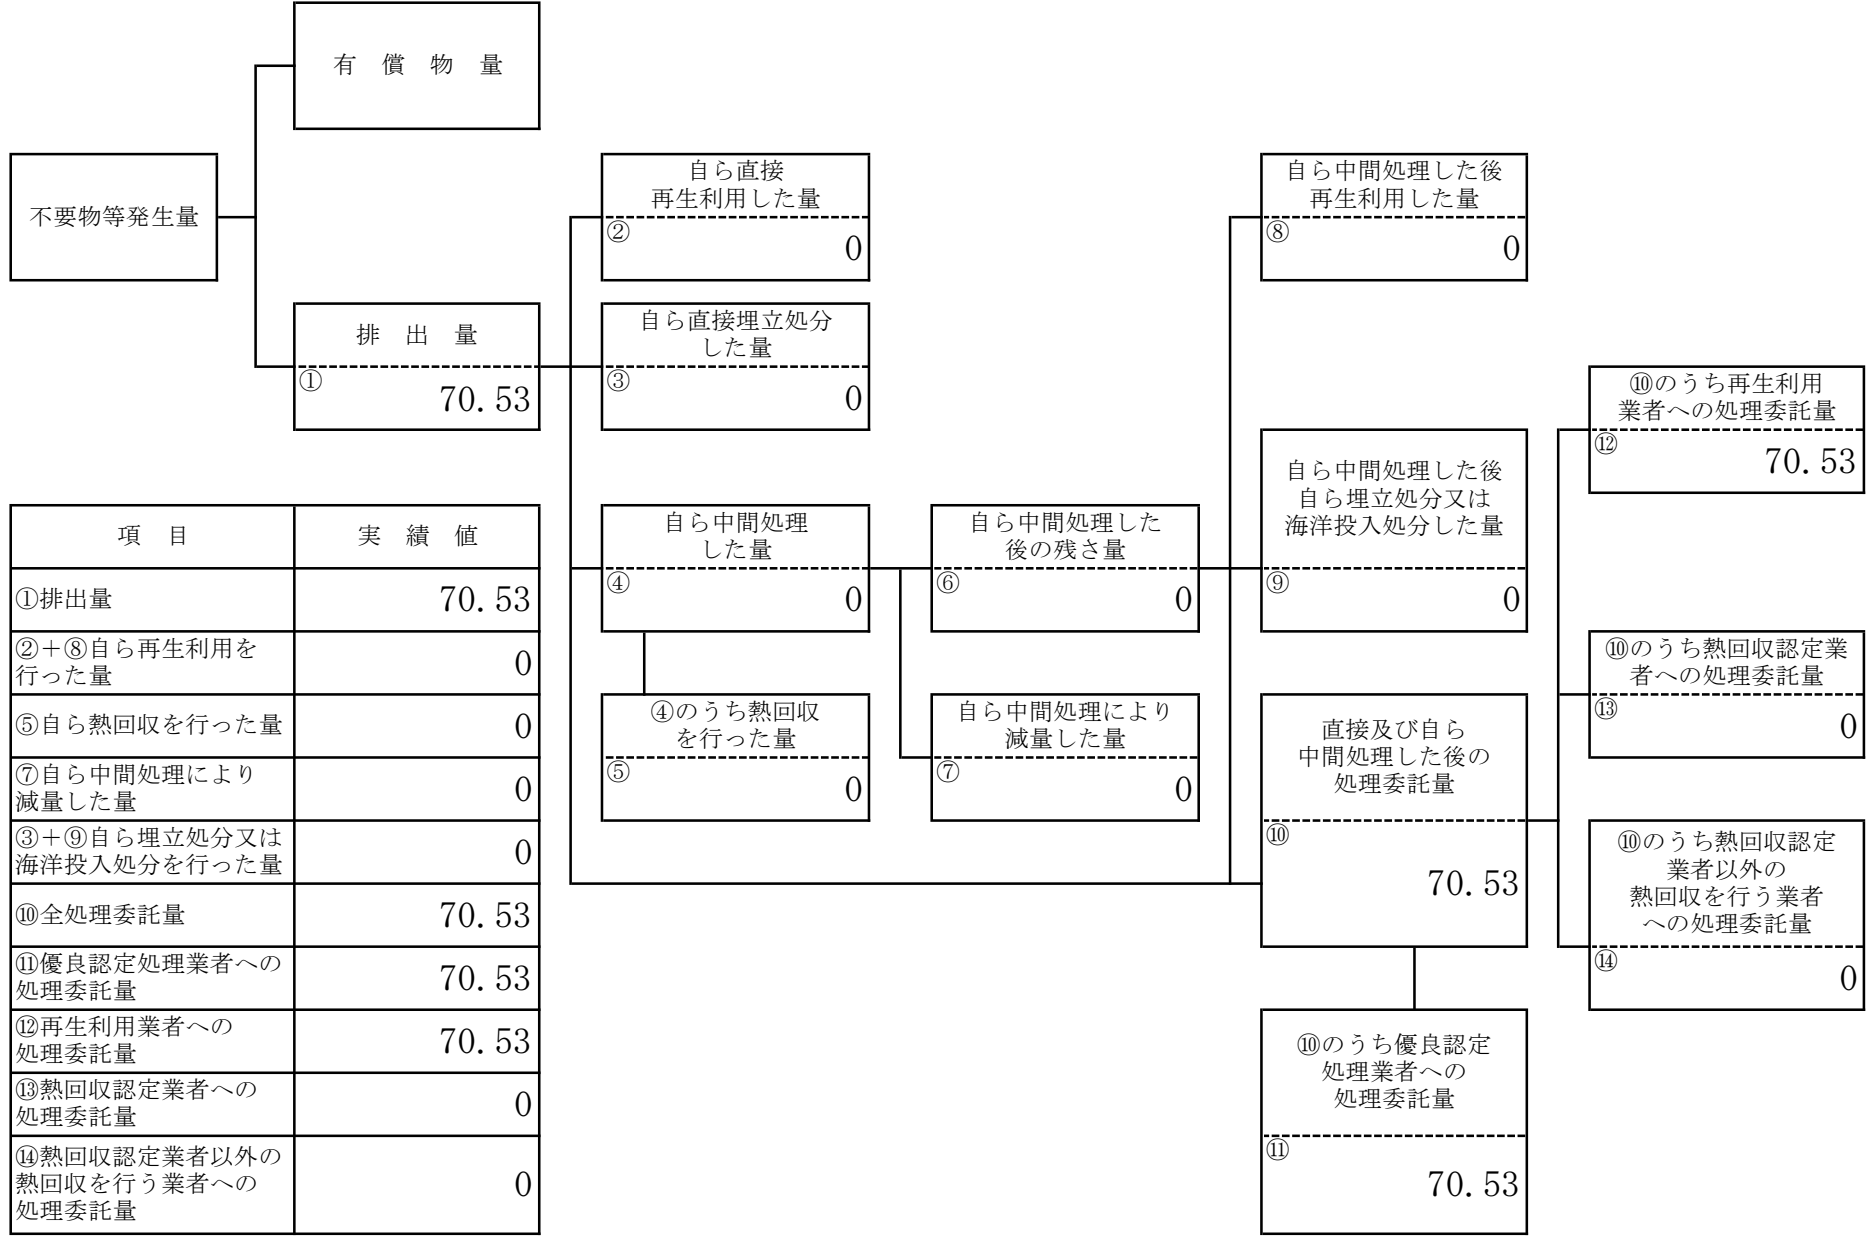 有　償　物　量
不要物等発生量
排　出　量
①
70.53
自ら直接
再生利用した量
②
0
自ら直接埋立処分
した量
③
0
自ら中間処理
した量
④
0
④のうち熱回収
を行った量
⑤
0
自ら中間処理した
後の残さ量
⑥
0
自ら中間処理により
減量した量
⑦
0
自ら中間処理した後
再生利用した量
⑧
0
自ら中間処理した後
自ら埋立処分又は
海洋投入処分した量
⑨
0
直接及び自ら
中間処理した後の
処理委託量
⑩
70.53
⑩のうち優良認定
処理業者への
処理委託量
⑪
70.53
⑩のうち再生利用
業者への処理委託量
⑫
70.53
⑩のうち熱回収認定業
者への処理委託量
⑬
0
⑩のうち熱回収認定
業者以外の
熱回収を行う業者
への処理委託量
⑭
0
項　目　実　績　値
①排出量　70.53
②＋⑧自ら再生利用を
行った量　0
⑤自ら熱回収を行った量　0
⑦自ら中間処理により
減量した量　0
③＋⑨自ら埋立処分又は
海洋投入処分を行った量　0
⑩全処理委託量　70.53
⑪優良認定処理業者への
処理委託量　70.53
⑫再生利用業者への
処理委託量　70.53
⑬熱回収認定業者への
処理委託量　0
⑭熱回収認定業者以外の
熱回収を行う業者への
処理委託量　0